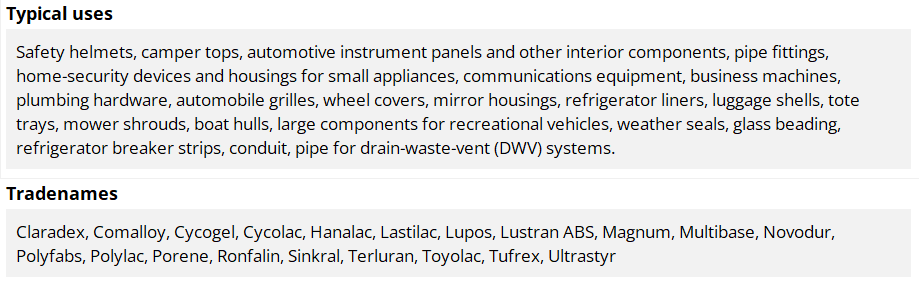 Typical uses
Safety helmets, camper tops, automotive instrument panels and other interior components, pipe fittings,
home-security devices and housings for small appliances, communications equipment, business machines,
plumbing hardware, automobile grilles, wheel covers, mirror housings, refrigerator liners, luggage shells, tote
trays, mower shrouds, boat hulls, large components for recreational vehicles, weather seals, glass beading,
refrigerator breaker strips, conduit, pipe for drain-waste-vent (DWV) systems.
Tradenames
Claradex, Comalloy, Cycogel, Cycolac, Hanalac, Lastilac, Lupos, Lustran ABS, Magnum, Multibase, Novodur,
Polyfabs, Polylac, Porene, Ronfalin, Sinkral, Terluran, Toyolac, Tufrex, Ultrastyr